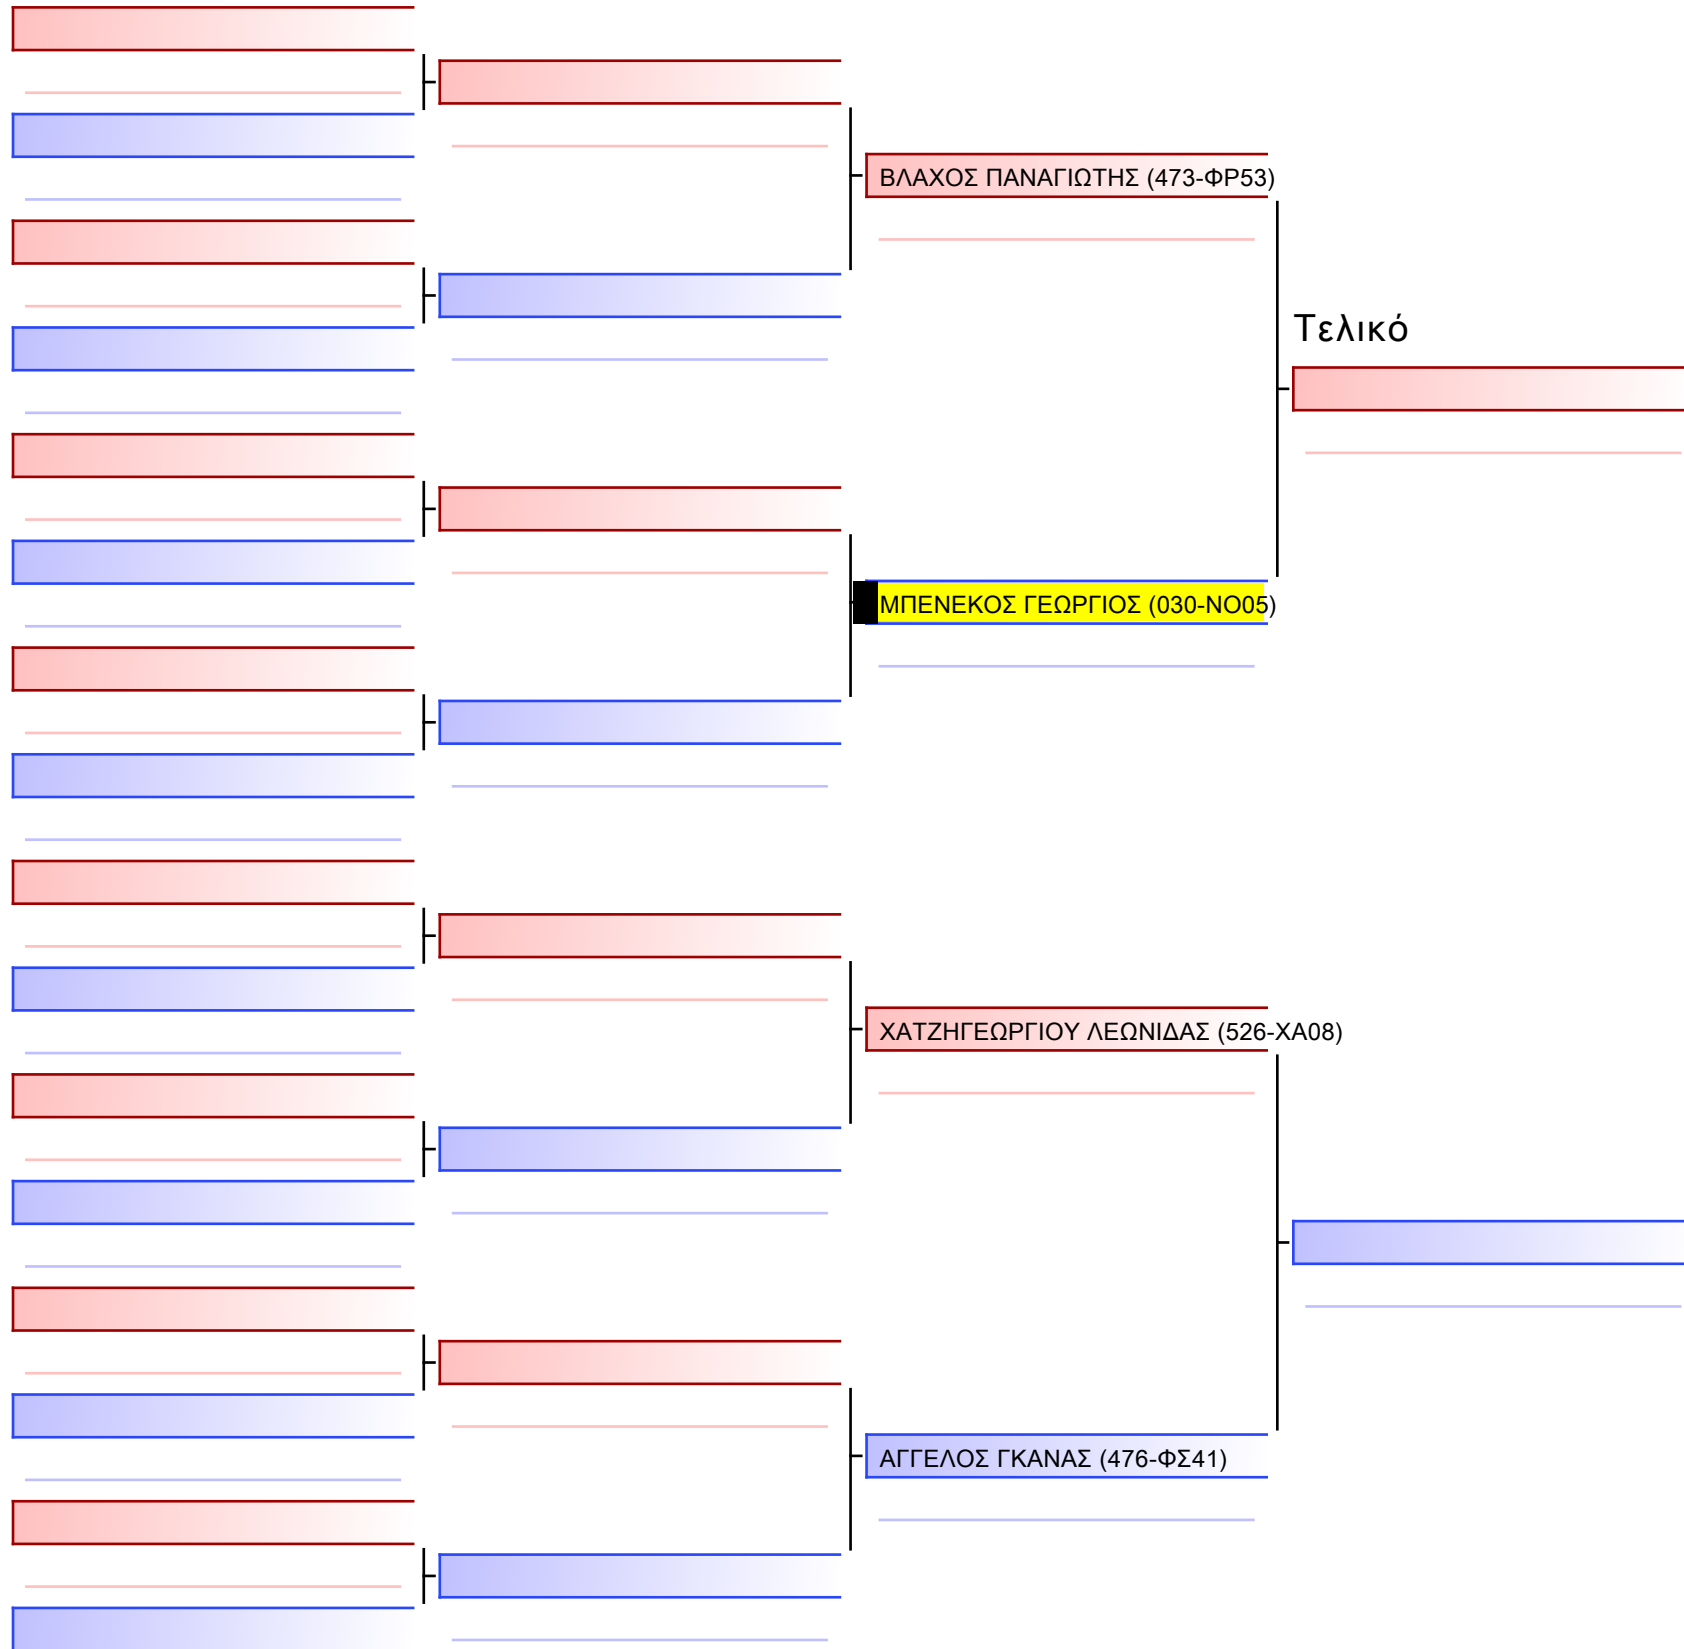 ΒΛΑΧΟΣ ΠΑΝΑΓΙΩΤΗΣ (473-ΦΡ53)
Τελικό
ΜΠΕΝΕΚΟΣ ΓΕΩΡΓΙΟΣ (030-ΝΟ05)
ΧΑΤΖΗΓΕΩΡΓΙΟΥ ΛΕΩΝΙΔΑΣ (526-ΧΑ08)
ΑΓΓΕΛΟΣ ΓΚΑΝΑΣ (476-ΦΣ41)